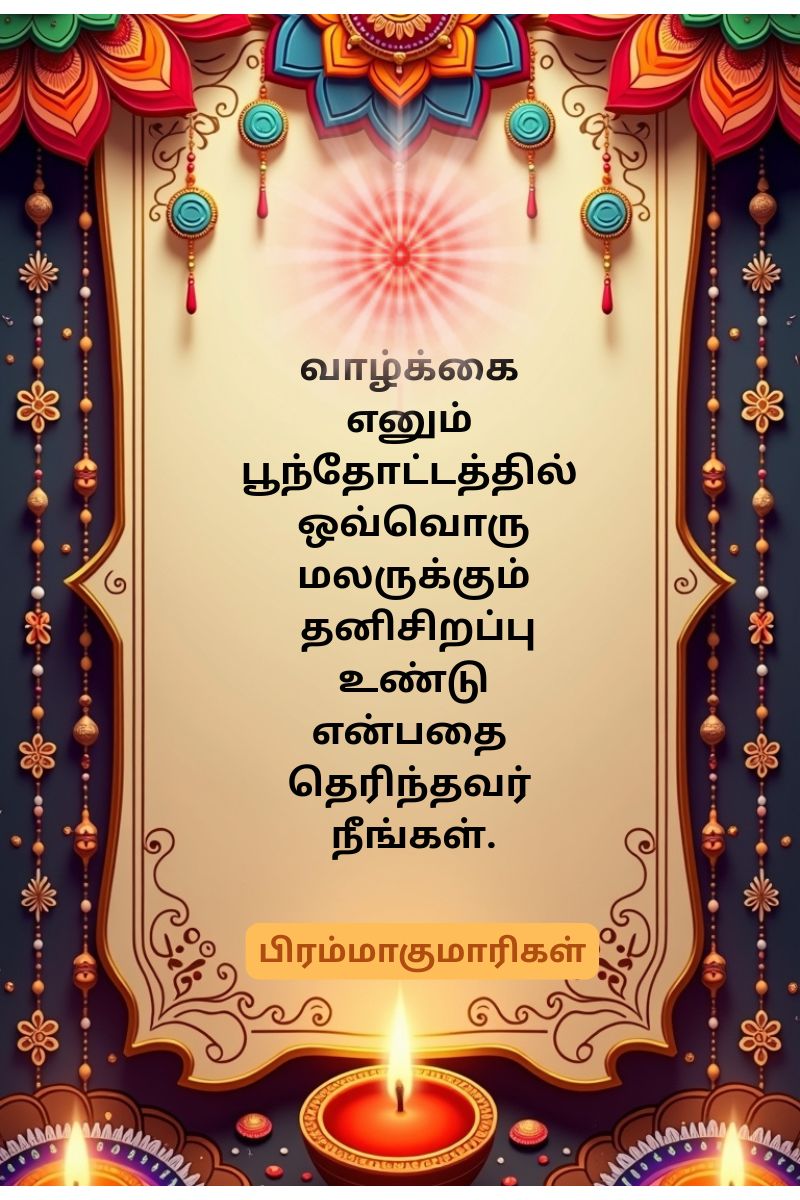 வாழ்க்கை
எனும்
பூந்தோட்டத்தில்
ஒவ்வொரு
மலருக்கும்
தனிசிறப்பு
உண்டு
என்பதை
தெரிந்தவர்
நீங்கள்.
பிரம்மாகுமாரிகள்